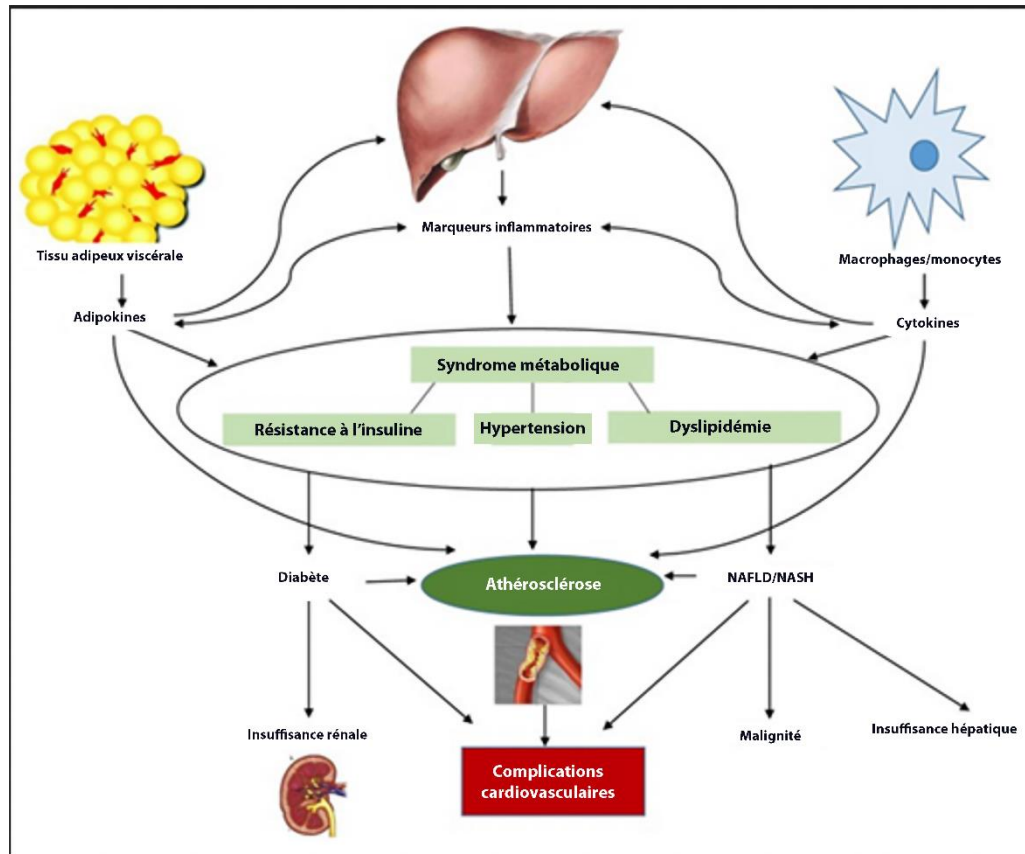 Marqueurs inflammatoires
Tissu adipeux viscérale
Macrophages/monocytes
Adipokines
Cytokines
Syndrome métabolique
Résistance à l'insuline
Hypertension
Dyslipidémie
Diabète
Athérosclérose
NAFLD/NASH
Insuffisance rénale
Malignité
Insuffisance hépatique
Complications
cardiovasculaires